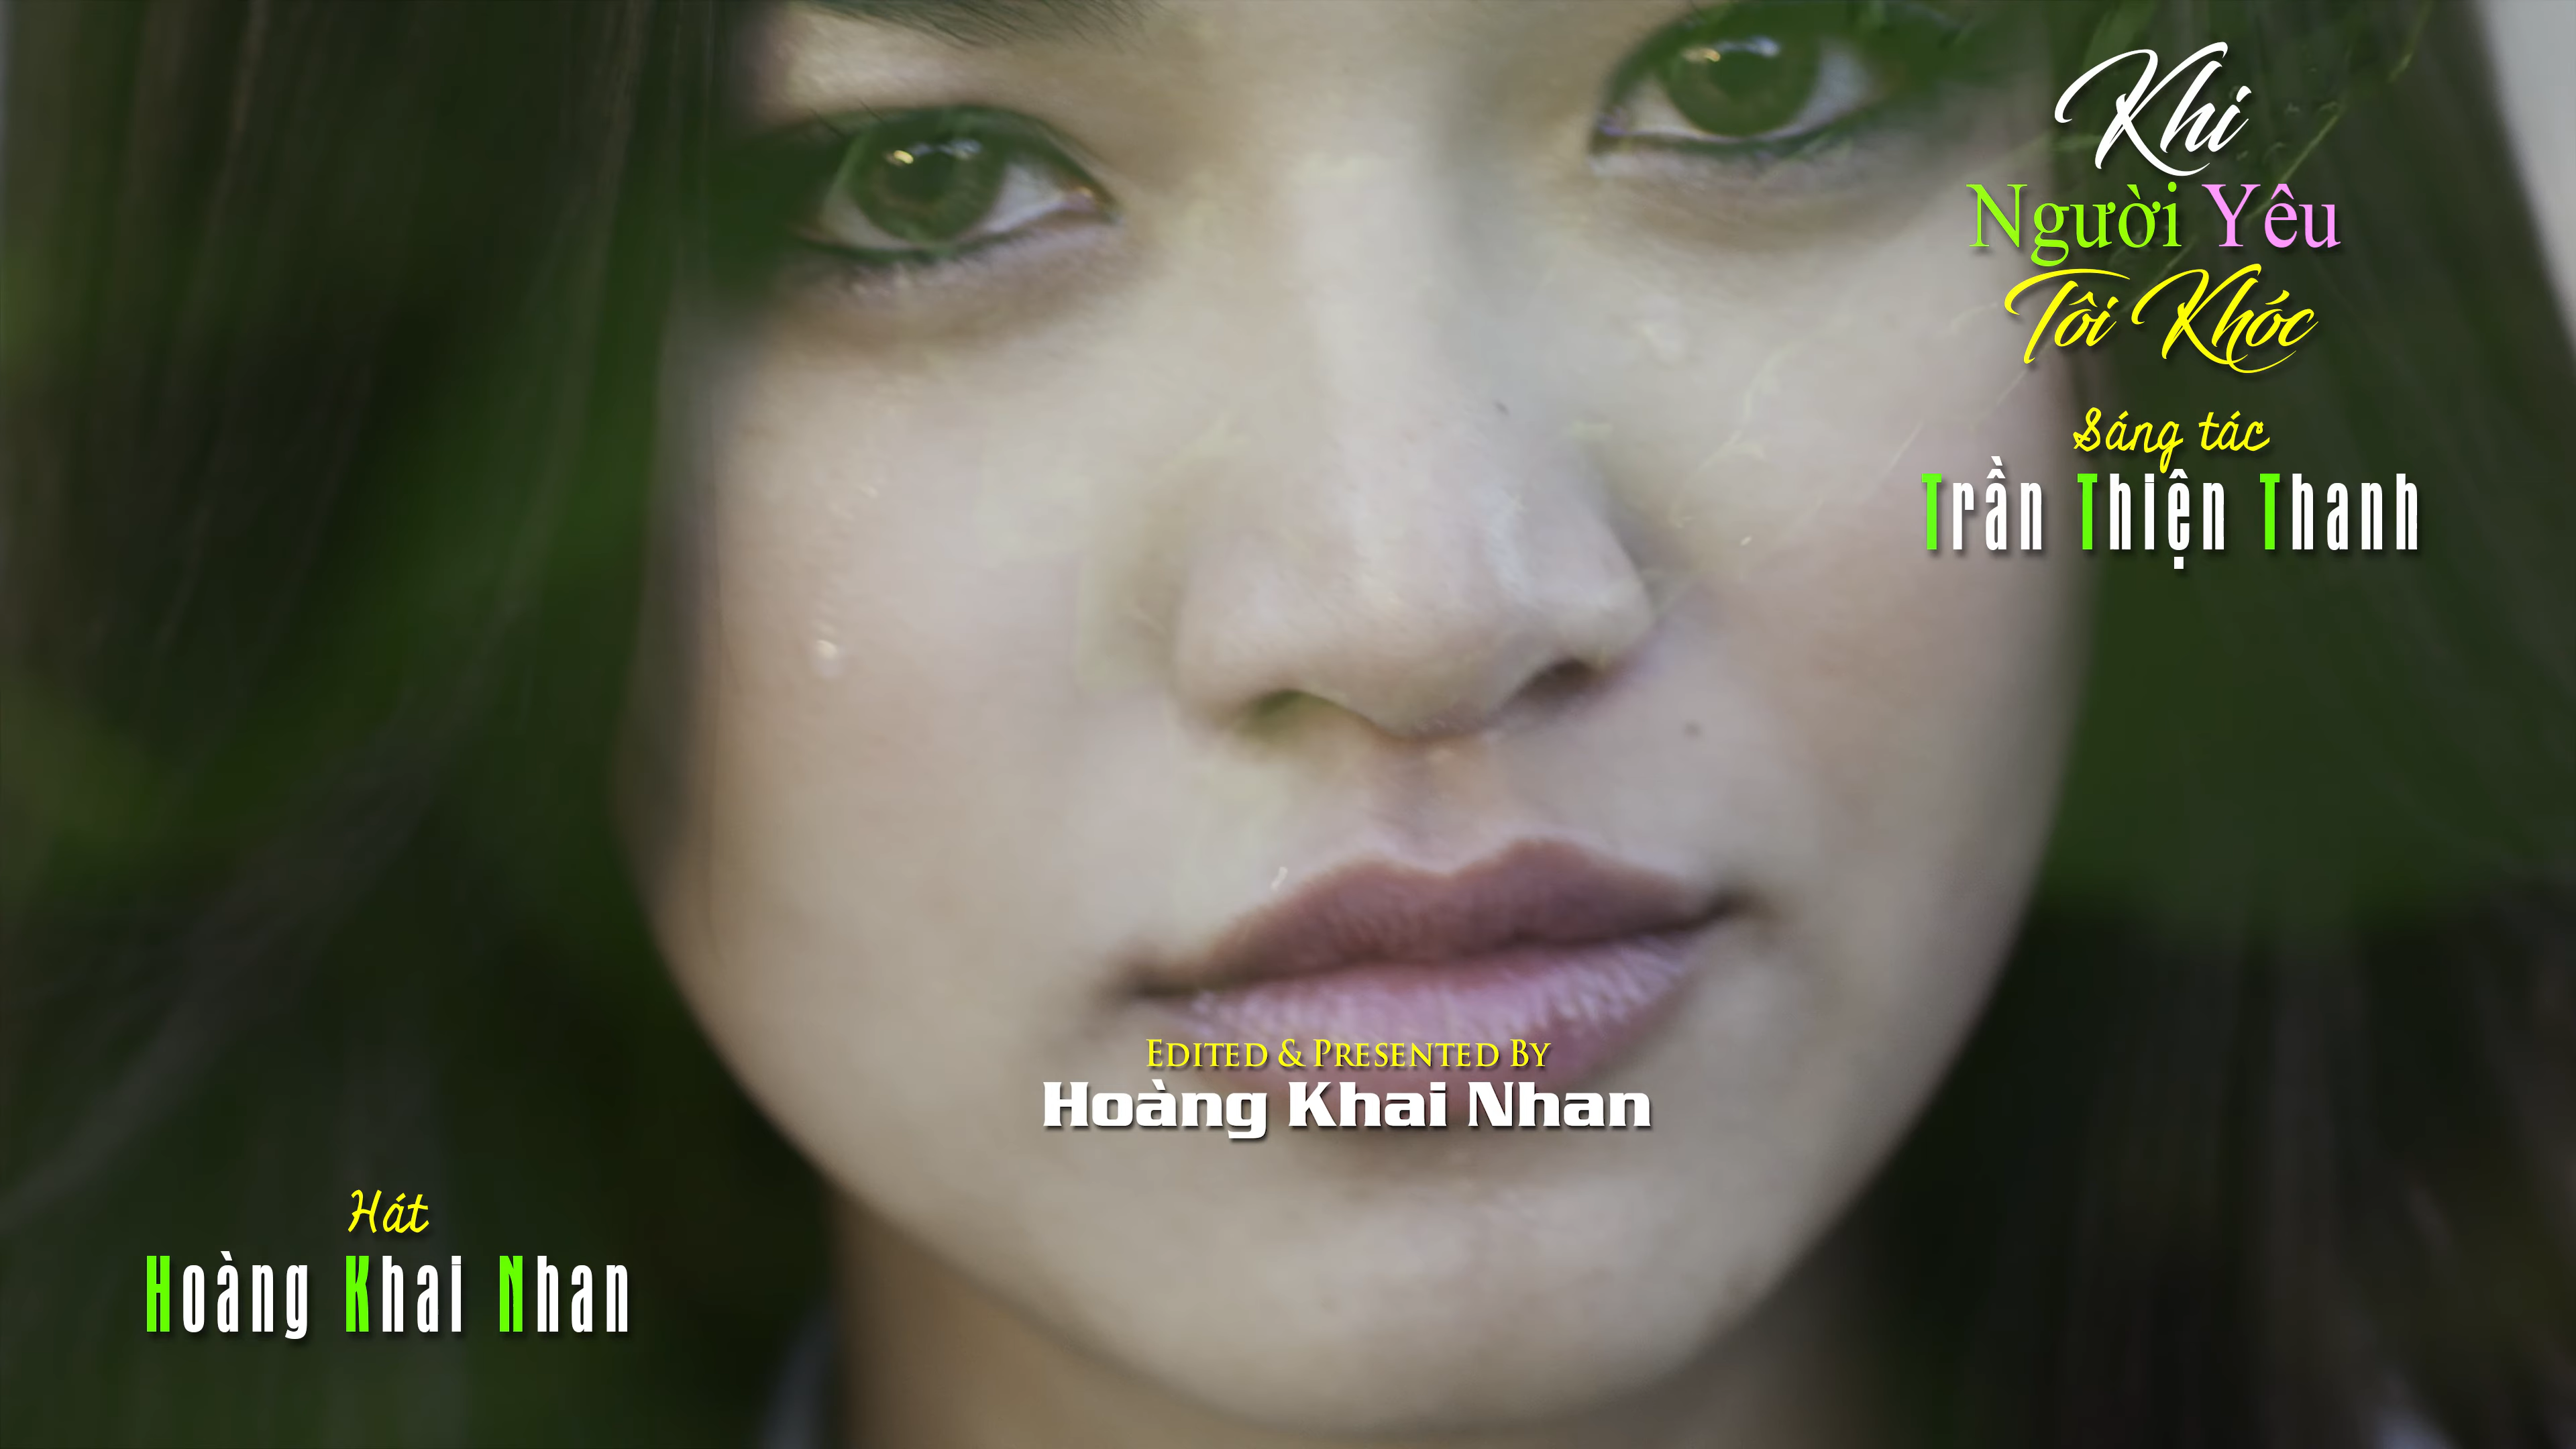 Khi
Người Yêu
Tôi Khóc
Sáng tác
Trần Thiện Thanh
EDITED & PRESENTED BY
Hoàng Khai Nhan
Hát
Hoàng Khai Nhan